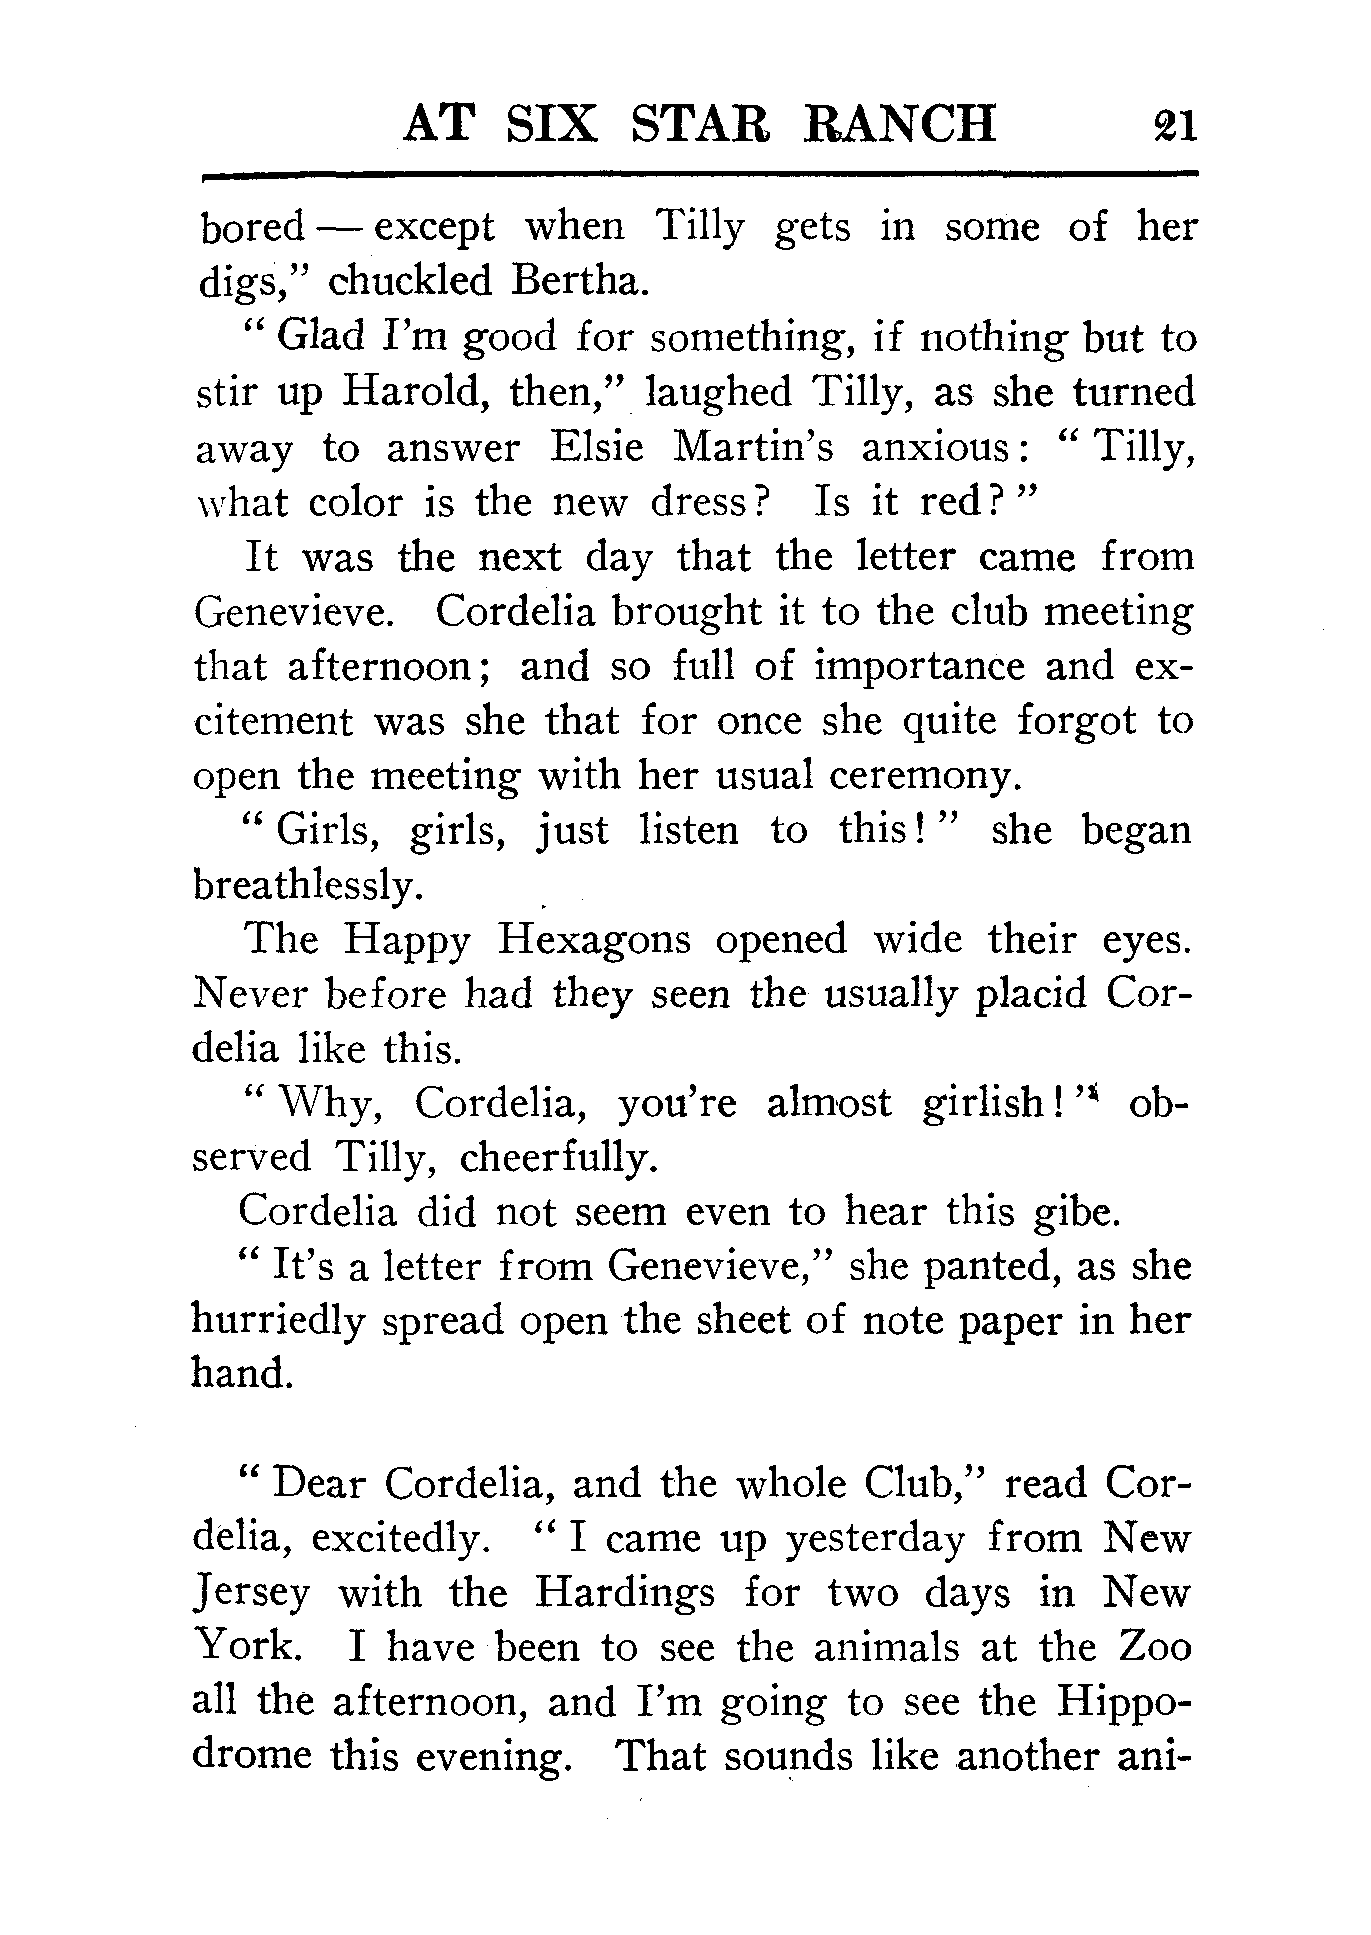 AT SIX STAR RANCH 21
bored — except when Tilly gets in some of her
digs," chuckled Bertha.
" Glad I'm good for something, if nothing but to
stir up Harold, then," laughed Tilly, as she turned
away to answer Elsie Martin's anxious: " Tilly,
what color is the new dress? Is it red? "
It was the next day that the letter came from
Genevieve. Cordelia brought it to the club meeting
that afternoon; and so full of importance and ex-
citement was she that for once she quite forgot to
open the meeting with her usual ceremony.
" Girls, girls, just listen to this! " she began
breathlessly.
The Happy Hexagons opened wide their eyes.
Never before had they seen the usually placid Cor-
delia like this.
" Why, Cordelia, you're almost girlish! " ob-
served Tilly, cheerfully.
Cordelia did not seem even to hear this gibe.
" It's a letter from Genevieve," she panted, as she
hurriedly spread open the sheet of note paper in her
hand.
" Dear Cordelia, and the whole Club," read Cor-
delia, excitedly. " I came up yesterday from New
Jersey with the Hardings for two days in New
York. I have been to see the animals at the Zoo
all the afternoon, and I'm going to see the Hippo-
drome this evening. That sounds like another ani-